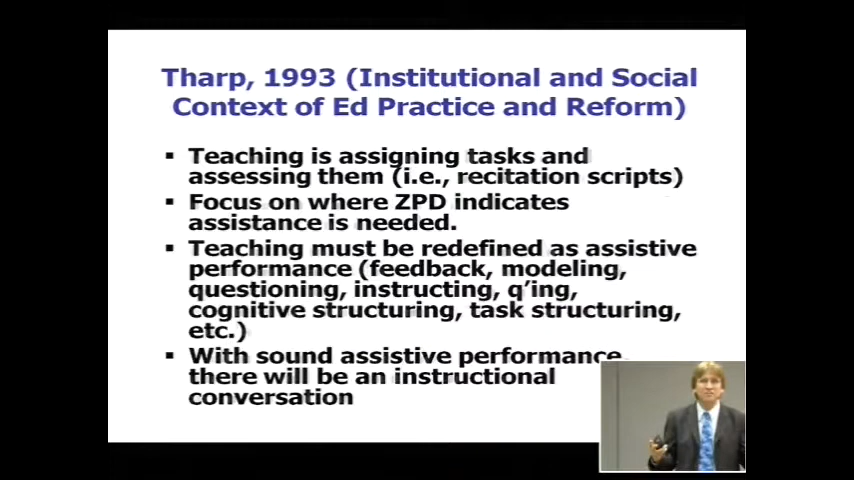 Tharp, 1993 (Institutional and Social
Context of Ed Practice and Reform)
▪ Teaching is assigning tasks and
assessing them (i.e., recitation scripts)
▪ Focus on where ZPD indicates
assistance is needed.
▪ Teaching must be redefined as assistive
performance (feedback, modeling,
questioning, instructing, q'ing,
cognitive structuring, task structuring,
etc.)
▪ With sound assistive performance,
there will be an instructional
conversation